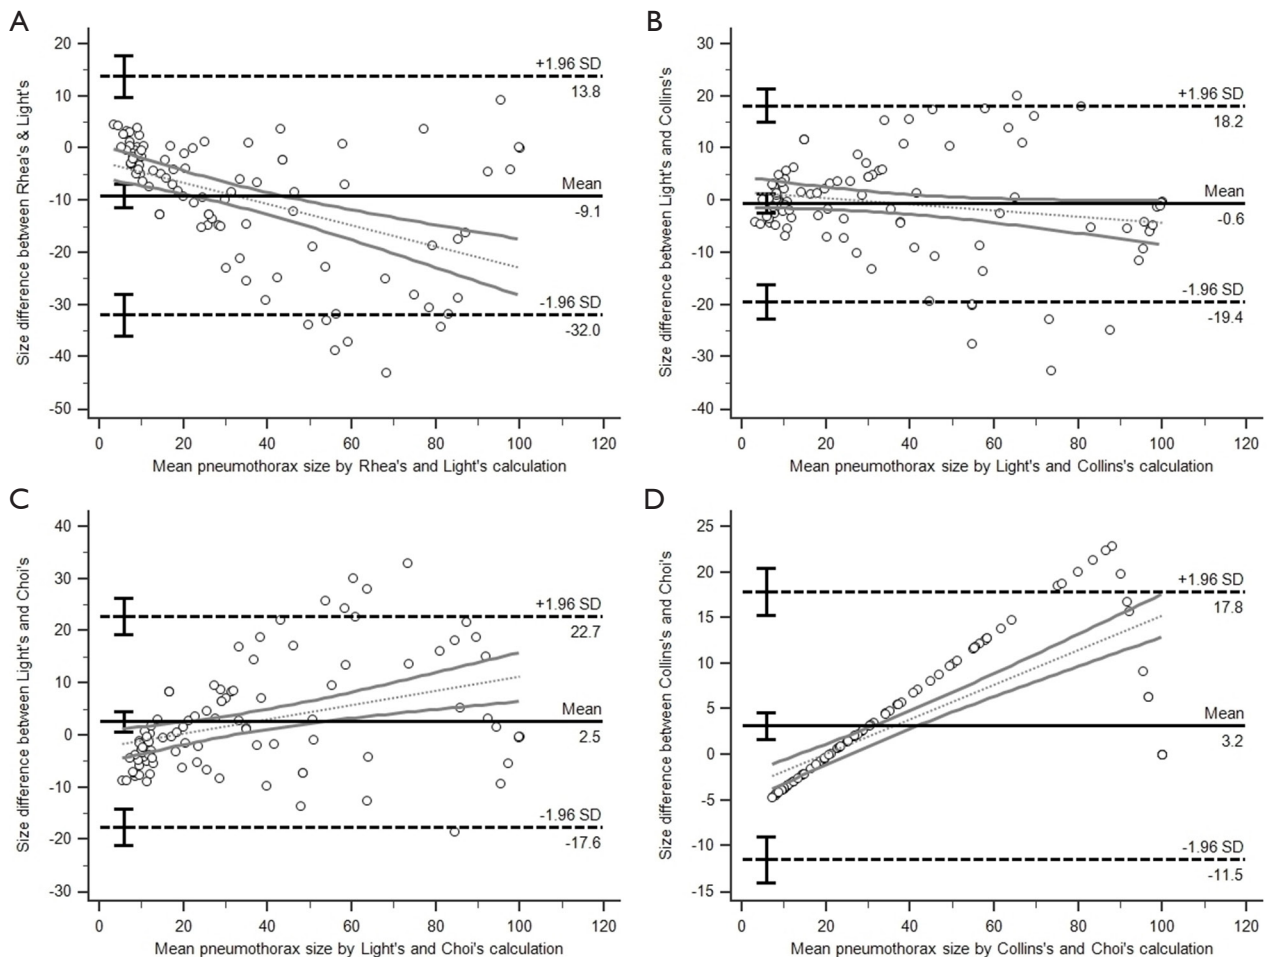 A
Size difference between Rhea's & Light's
20
10
0
-10
-20
-30
-40
-50
+1.96 SD
13.8
Mean
-9.1
-1.96 SD
-32.0
0 20 40 60 80 100 120
Mean pneumothorax size by Rhea's and Light's calculation
B
Size difference between Light's and Collins's
30
20
10
0
-10
-20
-30
-40
+1.96 SD
18.2
Mean
-0.6
-1.96 SD
-19.4
0 20 40 60 80 100 120
Mean pneumothorax size by Light's and Collins's calculation
C
Size difference between Light's and Choi's
40
30
20
10
0
-10
-20
-30
+1.96 SD
22.7
Mean
2.5
-1.96 SD
-17.6
0 20 40 60 80 100 120
Mean pneumothorax size by Light's and Choi's calculation
D
Size difference between Collins's and Choi's
25
20
15
10
5
0
-5
-10
-15
+1.96 SD
17.8
Mean
3.2
-1.96 SD
-11.5
0 20 40 60 80 100 120
Mean pneumothorax size by Collins's and Choi's calculation